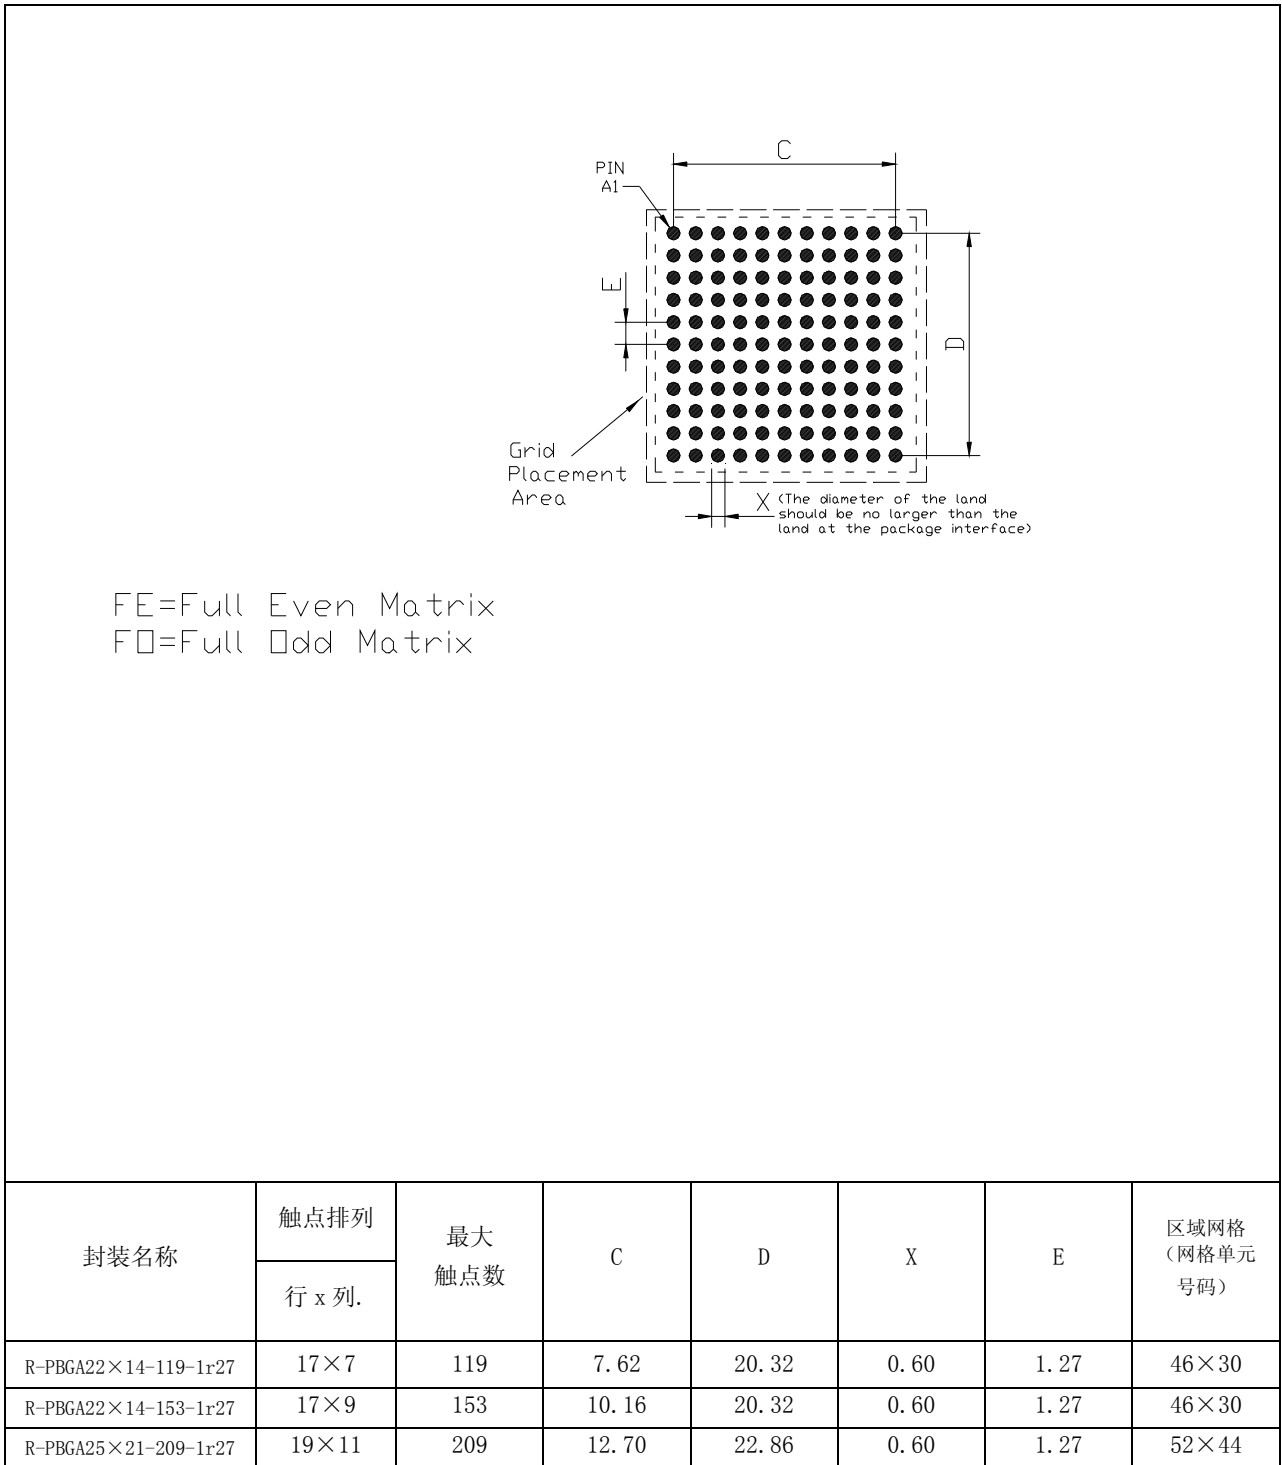 C
PIN
A1
E
D
Grid
Placement
Area
X (The diameter of the land
should be no larger than the
land at the package interface)
FE=Full Even Matrix
FO=Full Odd Matrix
封装名称
触点排列
行 x 列.
最大
触点数
C
D
X
E
区域网格
(网格单元
号码)
R-PBGA22×14-119-1r27 17×7 119 7.62 20.32 0.60 1.27 46×30
R-PBGA22×14-153-1r27 17×9 153 10.16 20.32 0.60 1.27 46×30
R-PBGA25×21-209-1r27 19×11 209 12.70 22.86 0.60 1.27 52×44